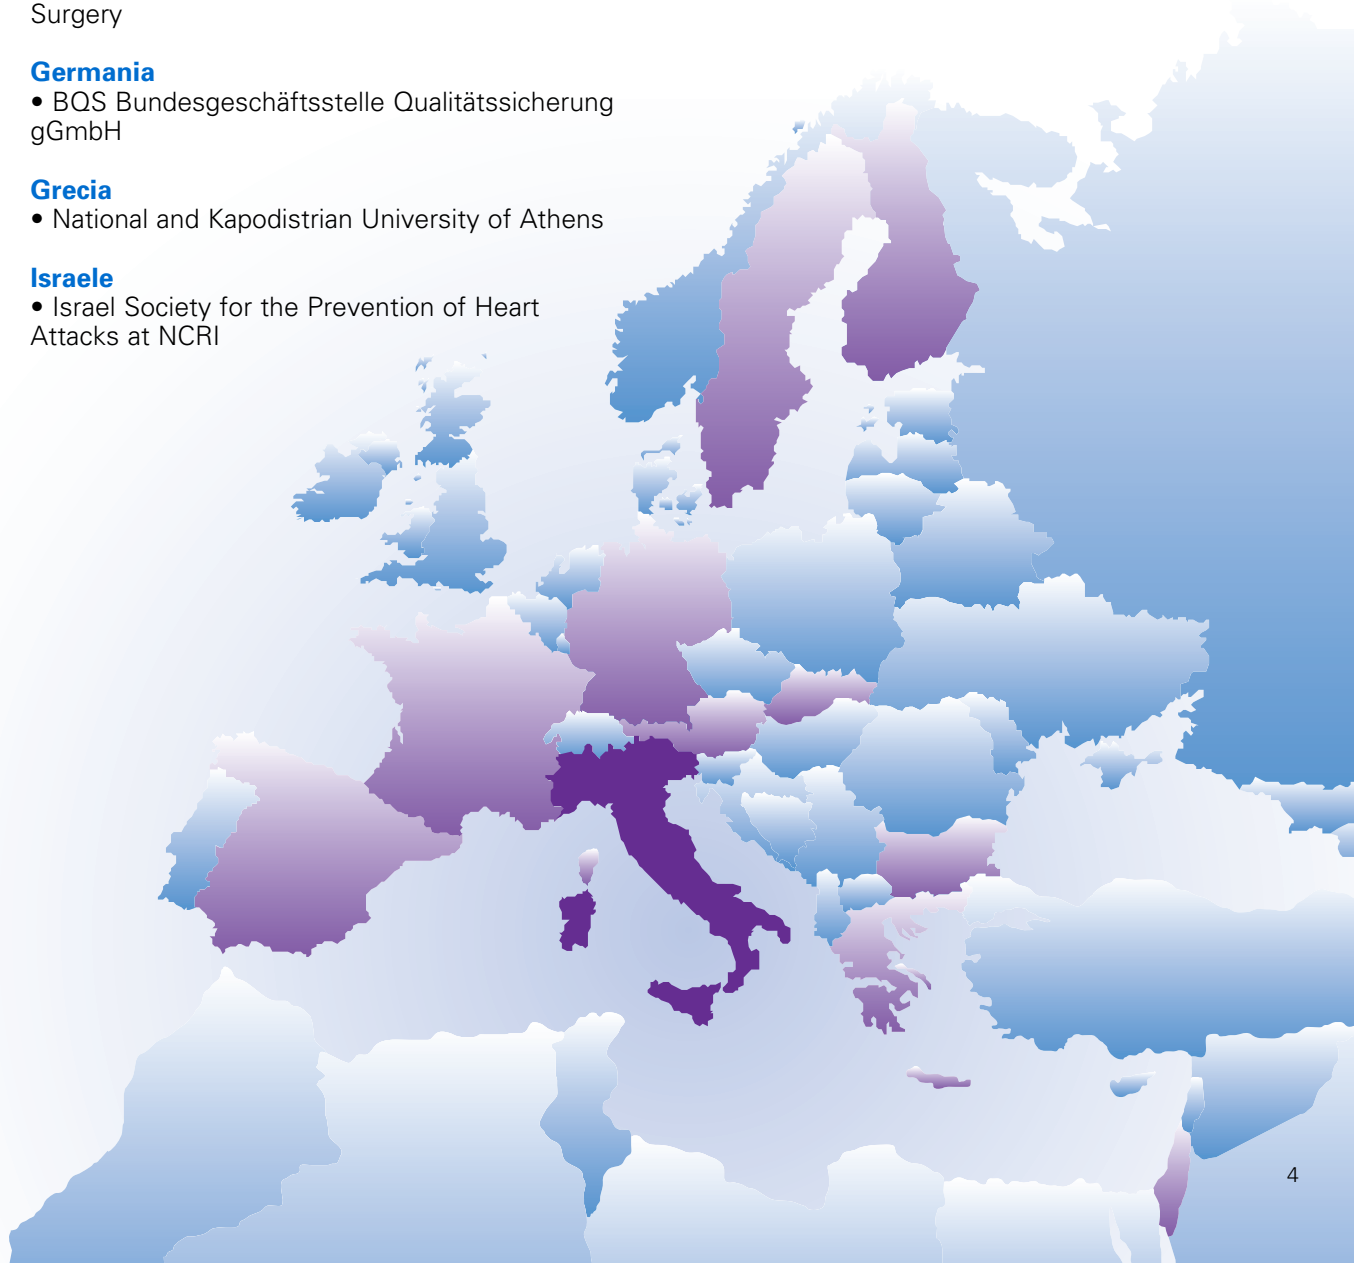 Surgery
Germania
• BQS Bundesgeschäftsstelle Qualitätssicherung
gGmbH
Grecia
• National and Kapodistrian University of Athens
Israele
• Israel Society for the Prevention of Heart
Attacks at NCRI
4